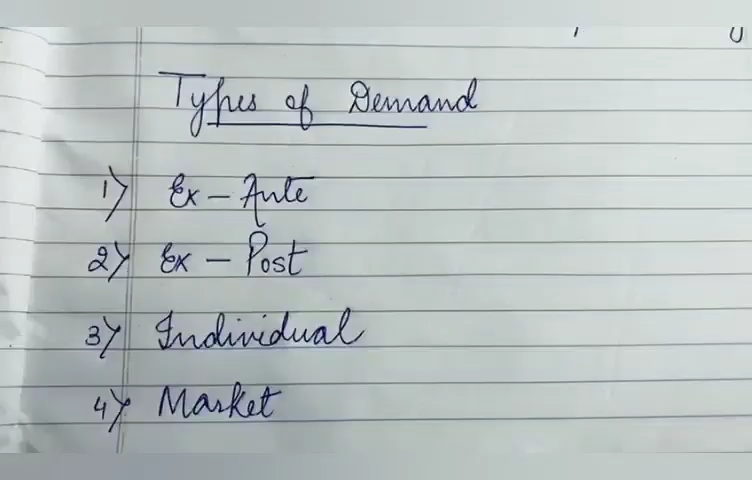 Types of Demand
1) Ex - Ante
2) Ex - Post
3) Individual
4) Market